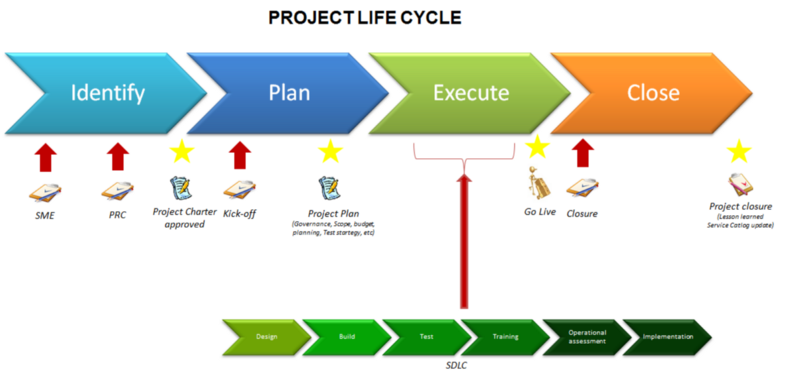 PROJECT LIFE CYCLE
Identify
Plan
Execute
Close
SME
PRC
Project Charter
approved
Kick-off
Project Plan
(Governance, Scope, budget,
planning, Test startegy, etc)
Go Live
Closure
Project closure
(Lesson learned
Service Catlog update)
Design
Build
Test
Training
Operational
assessment
Implementation
SDLC